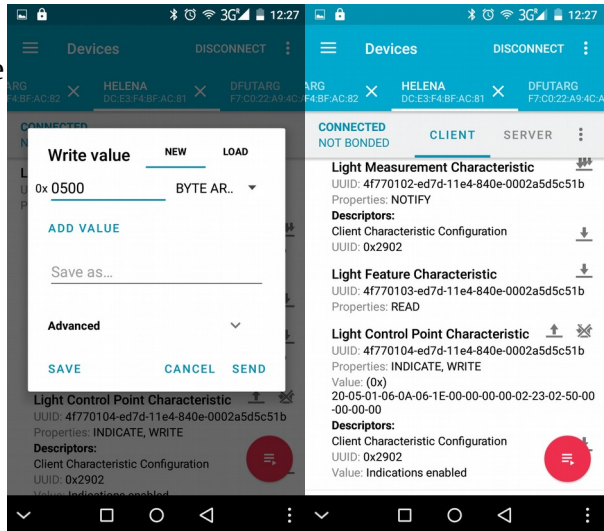 e
3G 12:27
Devices DISCONNECT
ARG
F4:BF:AC:82
HELENA
DC:E3:F4:BF:AC:81
DFUTARG
F7:C0:22:A9:4C:
CONNECTED
Write value NEW LOAD
0x 0500 BYTE AR..
ADD VALUE
Save as...
Advanced
SAVE CANCEL SEND
Light Control Point Characteristic
UUID: 4f770104-ed7d-11e4-840e-0002a5d5c51b
Properties: INDICATE, WRITE
Descriptors:
Client Characteristic Configuration
UUID: 0x2902
Value: Indications enabled
3G 12:27
Devices DISCONNECT
ARG
F4:BF:AC:82
HELENA
DC:E3:F4:BF:AC:81
DFUTARG
F7:C0:22:A9:4C
CONNECTED
NOT BONDED
CLIENT SERVER
Light Measurement Characteristic
UUID: 4f770102-ed7d-11e4-840e-0002a5d5c51b
Properties: NOTIFY
Descriptors:
Client Characteristic Configuration
UUID: 0x2902
Light Feature Characteristic
UUID: 4f770103-ed7d-11e4-840e-0002a5d5c51b
Properties: READ
Light Control Point Characteristic
UUID: 4f770104-ed7d-11e4-840e-0002a5d5c51b
Properties: INDICATE, WRITE
Value: (0x)
20-05-01-06-0A-06-1E-00-00-00-00-02-23-02-50-00
-00-00-00
Descriptors:
Client Characteristic Configuration
UUID: 0x2902
Value: Indications enabled